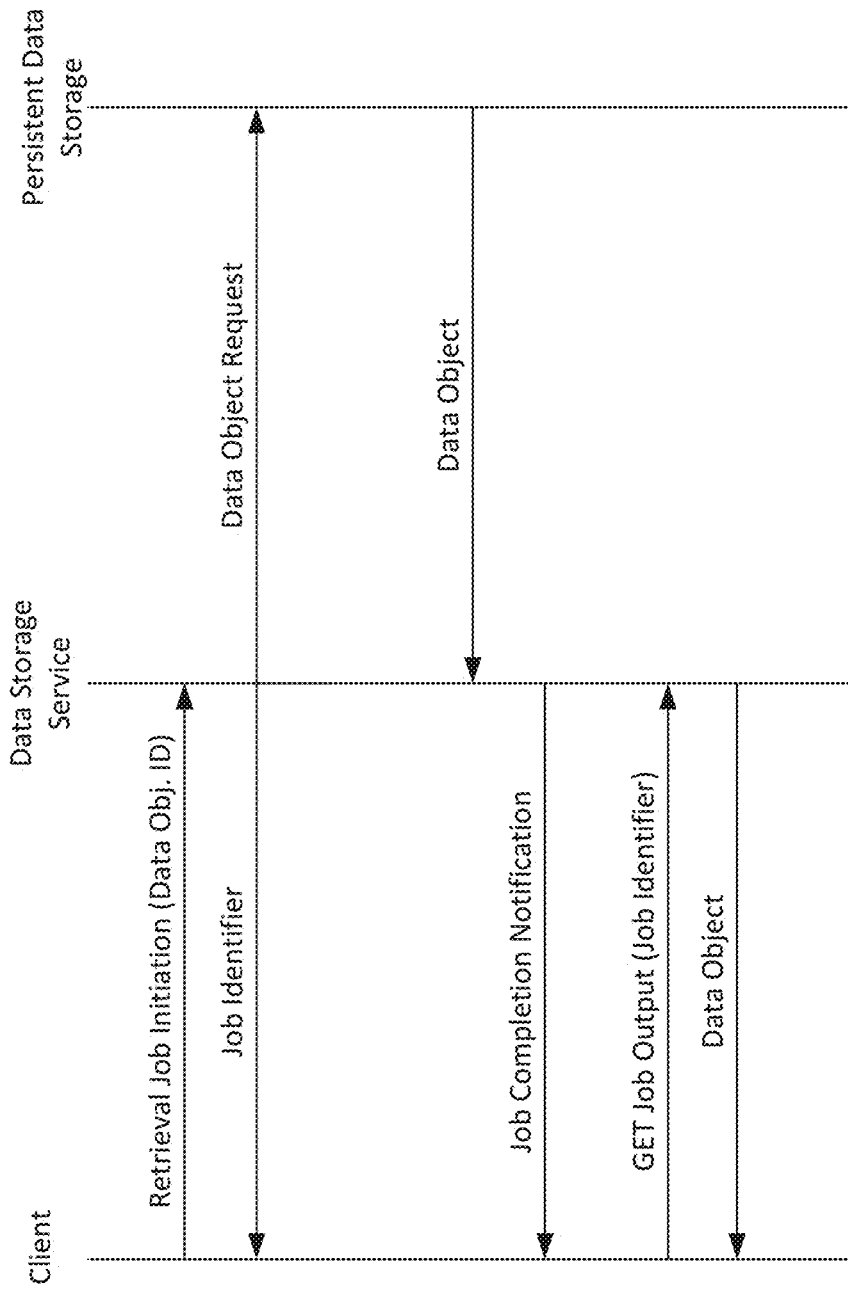 Client
Data Storage
Service
Persistent Data
Storage
Retrieval Job Initiation (Data Obj. ID)
Job Identifier
Data Object Request
Data Object
Job Completion Notification
GET Job Output (Job Identifier)
Data Object